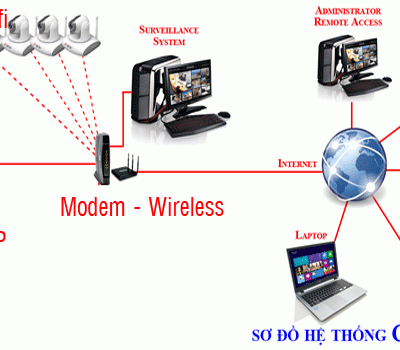 fi
SURVEILLANCE
SYSTEM
ADMINISTRATOR
REMOTE ACCESS
INTERNET
Modem - Wireless
P
LAPTOP
SƠ ĐỒ HỆ THỐNG C